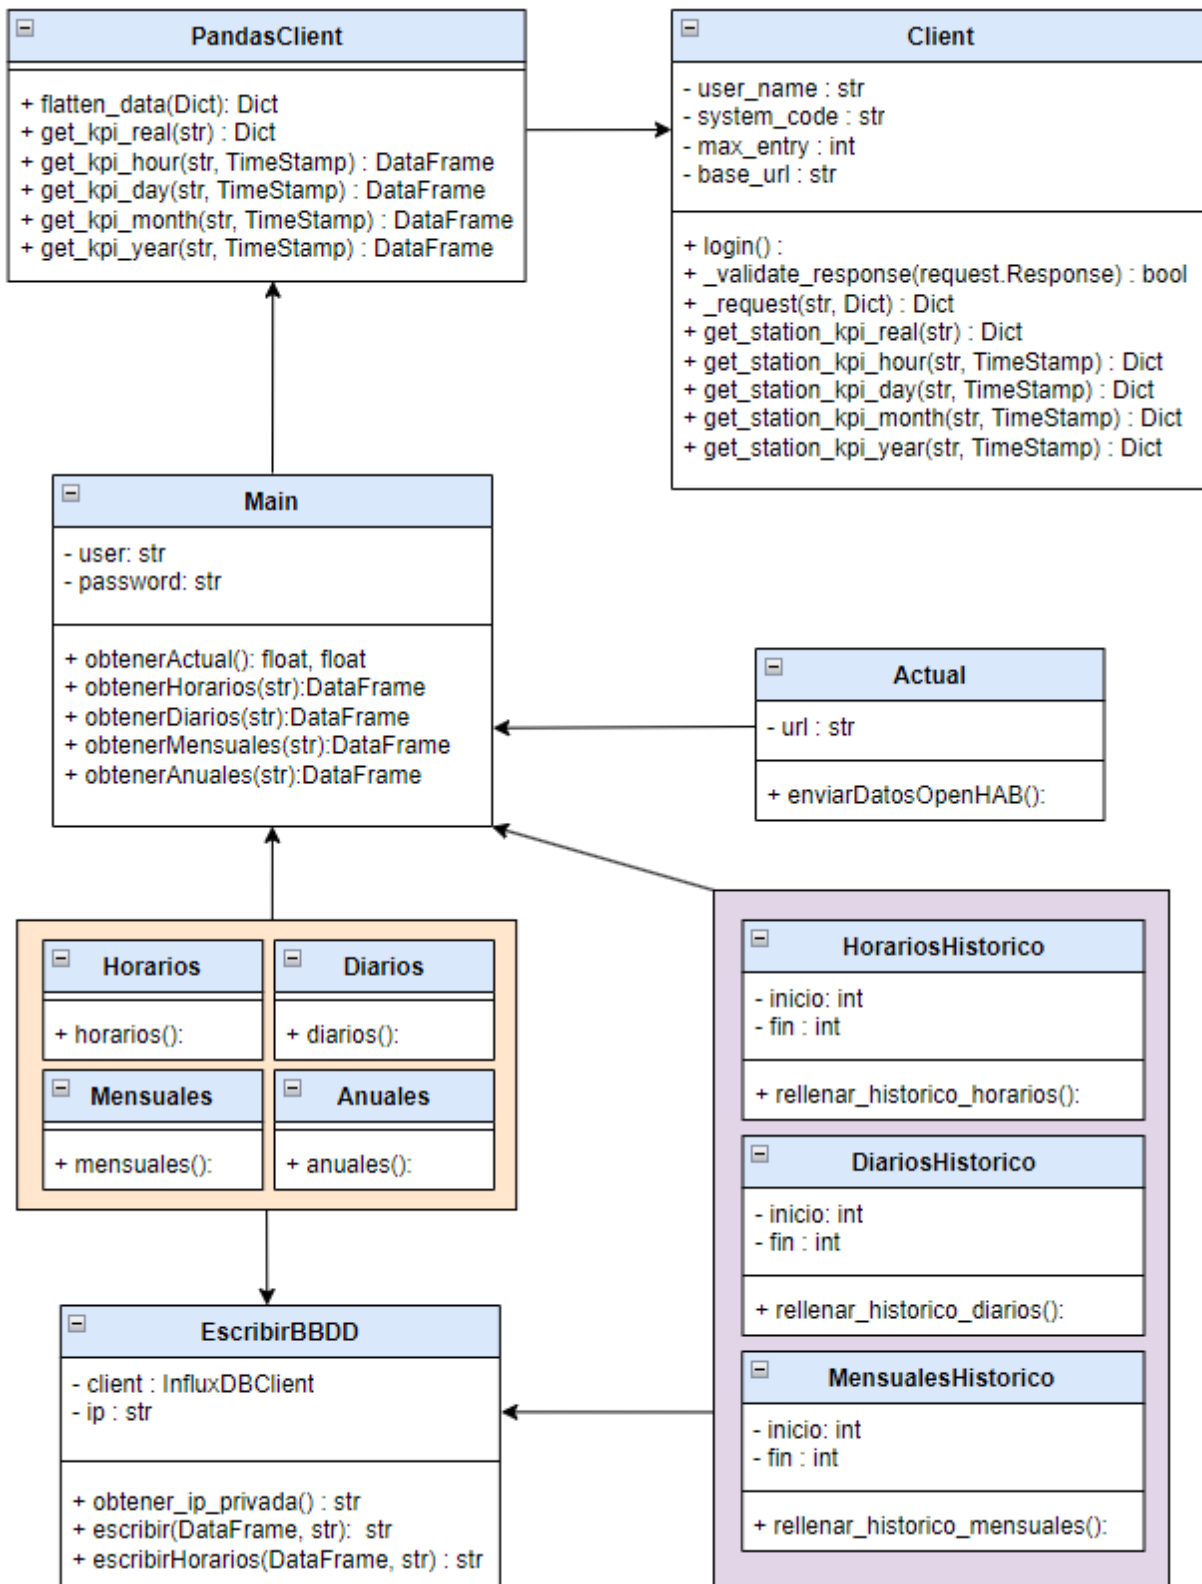 PandasClient
+ flatten_data(Dict): Dict
+ get_kpi_real(str) : Dict
+ get_kpi_hour(str, TimeStamp) : DataFrame
+ get_kpi_day(str, TimeStamp) : DataFrame
+ get_kpi_month(str, TimeStamp) : DataFrame
+ get_kpi_year(str, TimeStamp) : DataFrame
Client
- user_name : str
- system_code : str
- max_entry : int
- base_url : str
+ login() :
+ _validate_response(request.Response) : bool
+ _request(str, Dict) : Dict
+ get_station_kpi_real(str) : Dict
+ get_station_kpi_hour(str, TimeStamp) : Dict
+ get_station_kpi_day(str, TimeStamp) : Dict
+ get_station_kpi_month(str, TimeStamp) : Dict
+ get_station_kpi_year(str, TimeStamp) : Dict
Main
- user: str
- password: str
+ obtenerActual(): float, float
+ obtenerHorarios(str):DataFrame
+ obtenerDiarios(str):DataFrame
+ obtenerMensuales(str):DataFrame
+ obtenerAnuales(str):DataFrame
Actual
- url : str
+ enviarDatosOpenHAB():
Horarios
+ horarios():
Diarios
+ diarios():
Mensuales
+ mensuales():
Anuales
+ anuales():
HorariosHistorico
- inicio: int
- fin : int
+ rellenar_historico_horarios():
DiariosHistorico
- inicio: int
- fin : int
+ rellenar_historico_diarios():
MensualesHistorico
- inicio: int
- fin : int
+ rellenar_historico_mensuales():
EscribirBBDD
- client : InfluxDBClient
- ip : str
+ obtener_ip_privada() : str
+ escribir(DataFrame, str): str
+ escribirHorarios(DataFrame, str) : str